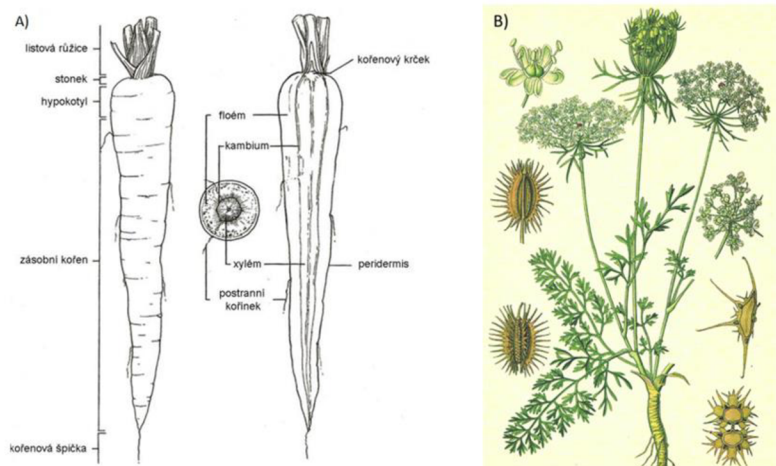 A)
listová růžice
stonek
hypokotyl
zásobní kořen
kořenová špička
kořenový krček
floém
kambium
xylém
peridermis
postranní
kořínek
B)